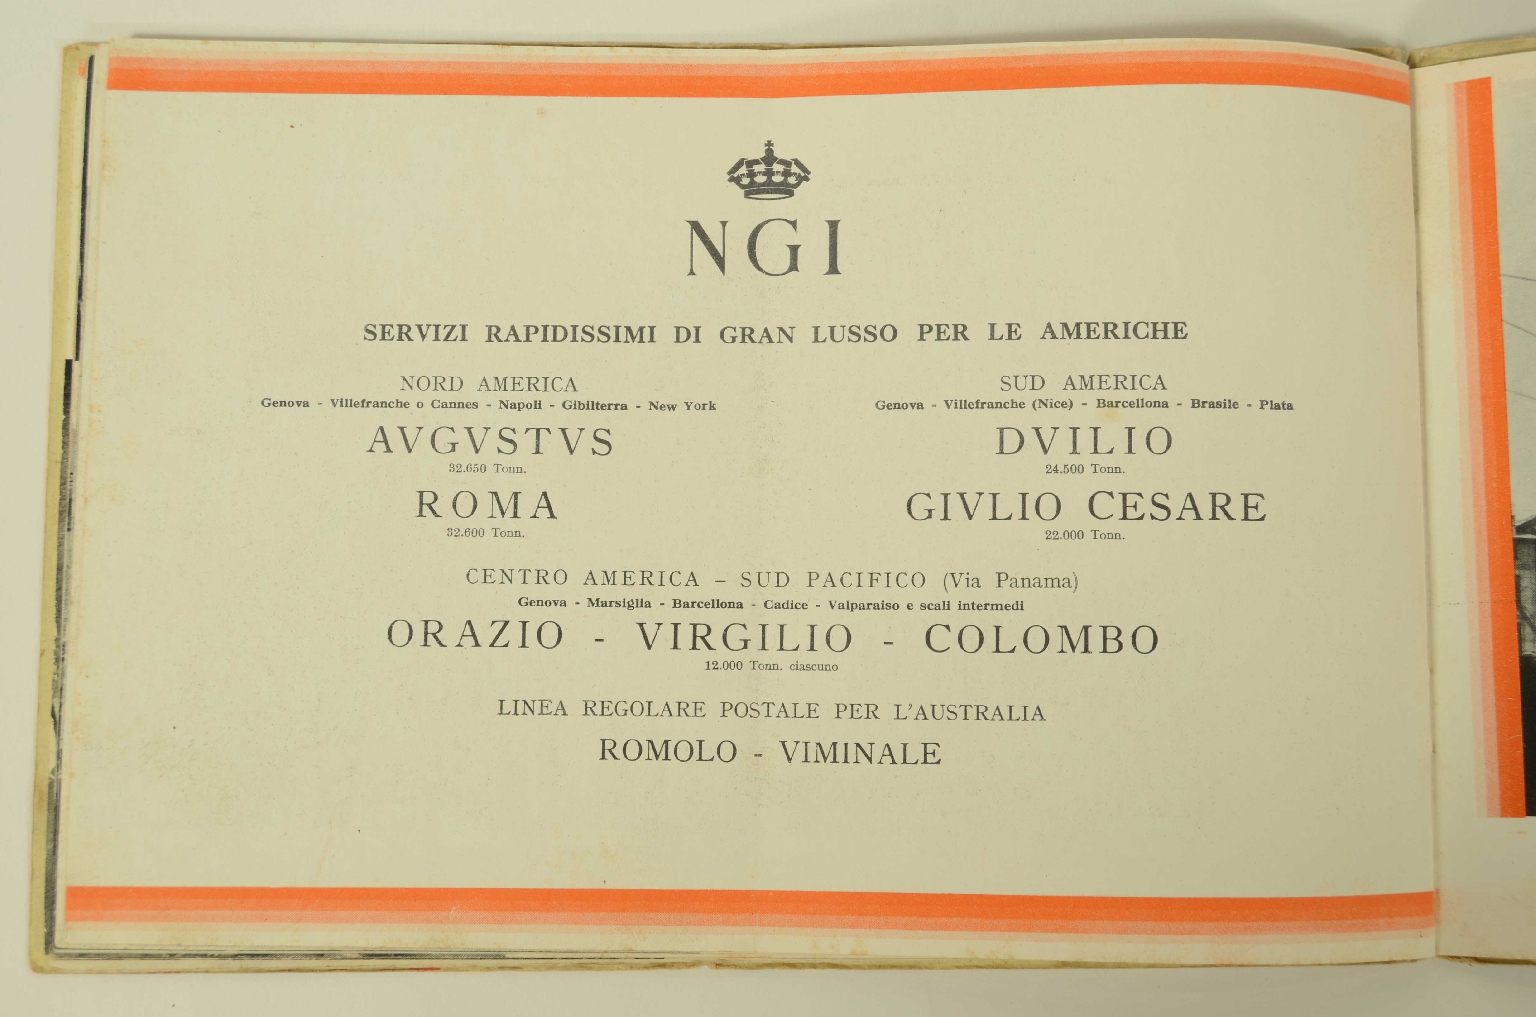 NGI
SERVIZI RAPIDISSIMI DI GRAN LUSSO PER LE AMERICHE
NORD AMERICA
Genova - Villefranche o Cannes - Napoli - Gibilterra - New York
AVGVSTVS
32.650 Tonn.
ROMA
32.600 Tonn.
SUD AMERICA
Genova - Villefranche (Nice) - Barcellona - Brasile - Plata
DVILIO
24.500 Tonn.
GIVLIO CESARE
22.000 Tonn.
CENTRO AMERICA - SUD PACIFICO (Via Panama)
Genova - Marsiglia - Barcellona - Cadice - Valparaiso e scali intermedi
ORAZIO - VIRGILIO - COLOMBO
12.000 Tonn. ciascuno
LINEA REGOLARE POSTALE PER L'AUSTRALIA
ROMOLO - VIMINALE